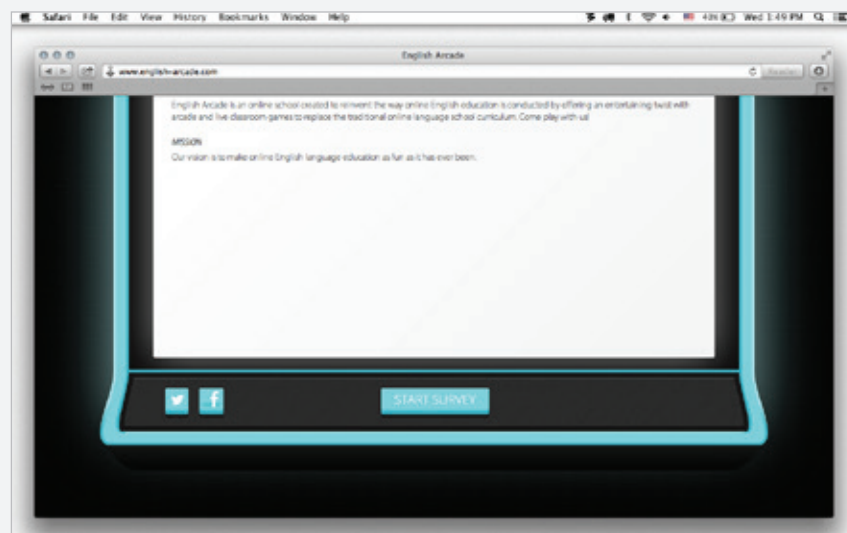 Safari File Edit View History Bookmarks Window Help Wed 1:49 PM
English Arcade
www.english-arcade.com Reader
English Arcade is an online school created to reinvent the way online English education is conducted by offering an entertaining twist with
arcade and live classroom games to replace the traditional online language school curriculum. Come play with us!
MISSION
Our vision is to make online English language education as fun as it has ever been.
START SURVEY